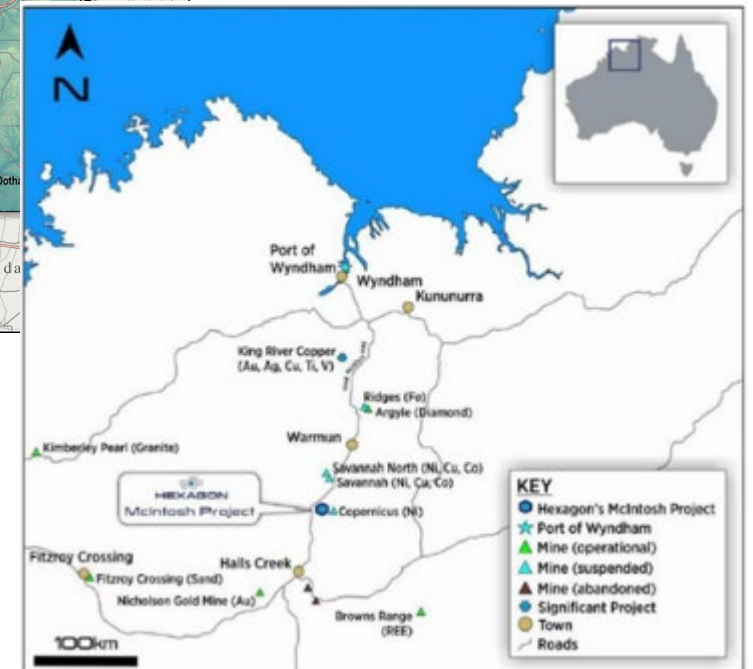 N
Port of
Wyndham
Wyndham
Kununurra
King River Copper
(Au, Ag, Cu, Ti, V)
Ridges (Fe)
Argyle (Diamond)
Warmun
Kimberley Pearl (Granite)
Savannah North (Ni, Cu, Co)
Savannah (Ni, Cu, Co)
HEXAGON
McIntosh Project
Copernicus (Ni)
Fitzroy Crossing
Fitzroy Crossing (Sand)
Halls Creek
Nicholson Gold Mine (Au)
Browns Range
(REE)
100km
KEY
Hexagon's McIntosh Project
Port of Wyndham
Mine (operational)
Mine (suspended)
Mine (abandoned)
Significant Project
Town
Roads